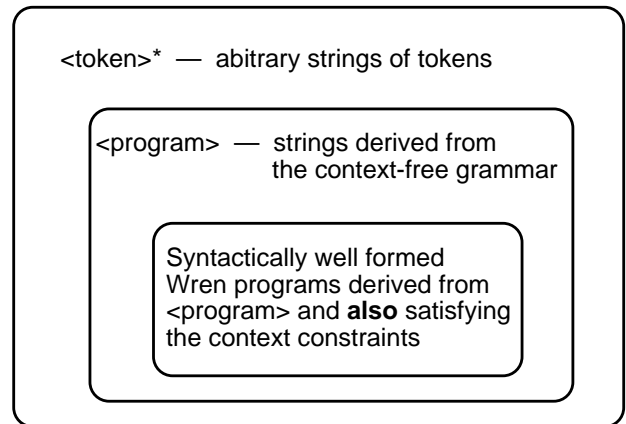 <token>* — abitrary strings of tokens
<program> — strings derived from
the context-free grammar
Syntactically well formed
Wren programs derived from
<program> and also satisfying
the context constraints